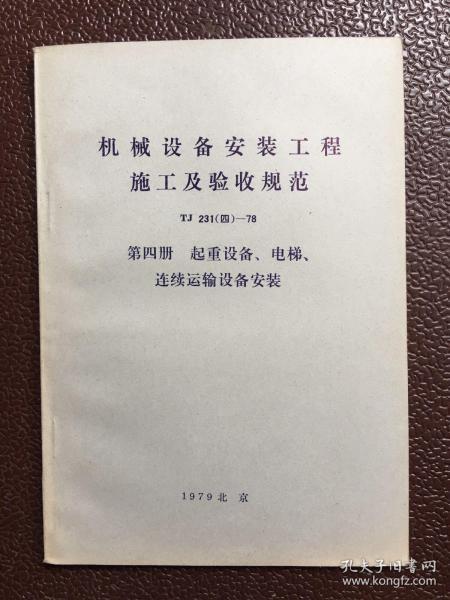 机械设备安装工程
施工及验收规范
TJ 231(四)—78
第四册 起重设备、电梯、
连续运输设备安装
1979 北 京
孔夫子旧书网
www.kongfz.com